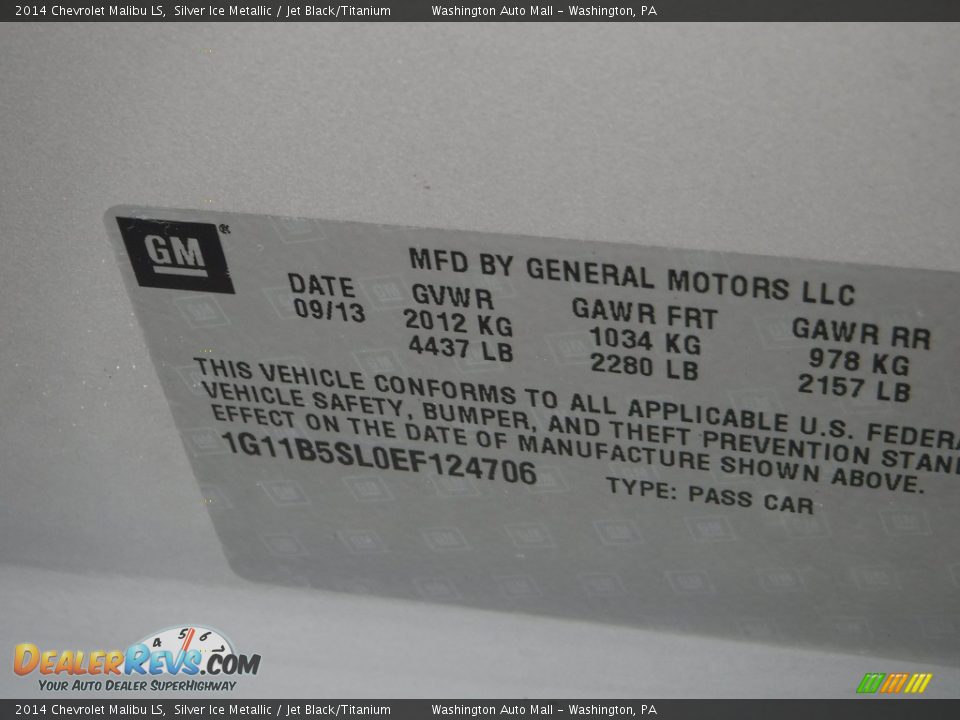 2014 Chevrolet Malibu LS, Silver Ice Metallic / Jet Black/Titanium Washington Auto Mall - Washington, PA
GM®
MFD BY GENERAL MOTORS LLC
DATE GVWR GAWR FRT GAWR RR
09/13 2012 KG 1034 KG 978 KG
4437 LB 2280 LB 2157 LB
THIS VEHICLE CONFORMS TO ALL APPLICABLE U.S. FEDERA
VEHICLE SAFETY, BUMPER, AND THEFT PREVENTION STAN
EFFECT ON THE DATE OF MANUFACTURE SHOWN ABOVE.
1G11B5SL0EF124706
TYPE: PASS CAR
4 5 6
DealerRevs.com
Your Auto Dealer SuperHighway
2014 Chevrolet Malibu LS, Silver Ice Metallic / Jet Black/Titanium Washington Auto Mall - Washington, PA